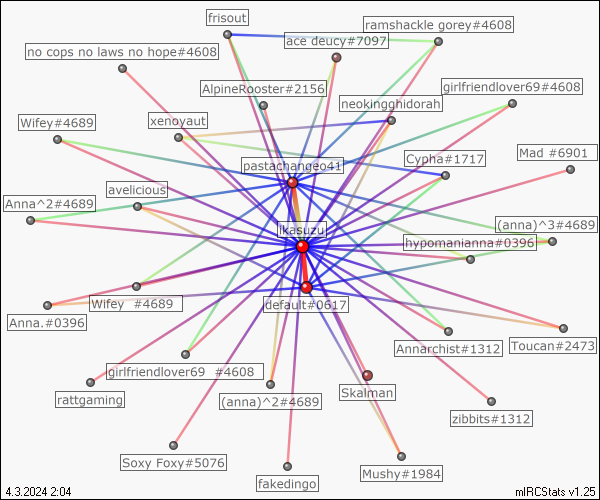 frisout
ramshackle gorey#4608
ace deucy#7097
no cops no laws no hope#4608
AlpineRooster#2156
girlfriendlover69#4608
neokingghidorah
Wifey#4689
xenoyaut
Mad #6901
pastachangeo41
Cypha#1717
avelicious
Anna^2#4689
(anna)^3#4689
ikasuzu
hypomanianna#0396
Wifey #4689
default#0617
Anna.#0396
Annarchist#1312
Toucan#2473
girlfriendlover69 #4608
Skalman
rattgaming
(anna)^2#4689
zibbits#1312
Soxy Foxy#5076
Mushy#1984
fakedingo
4.3.2024 2:04
mIRCStats v1.25